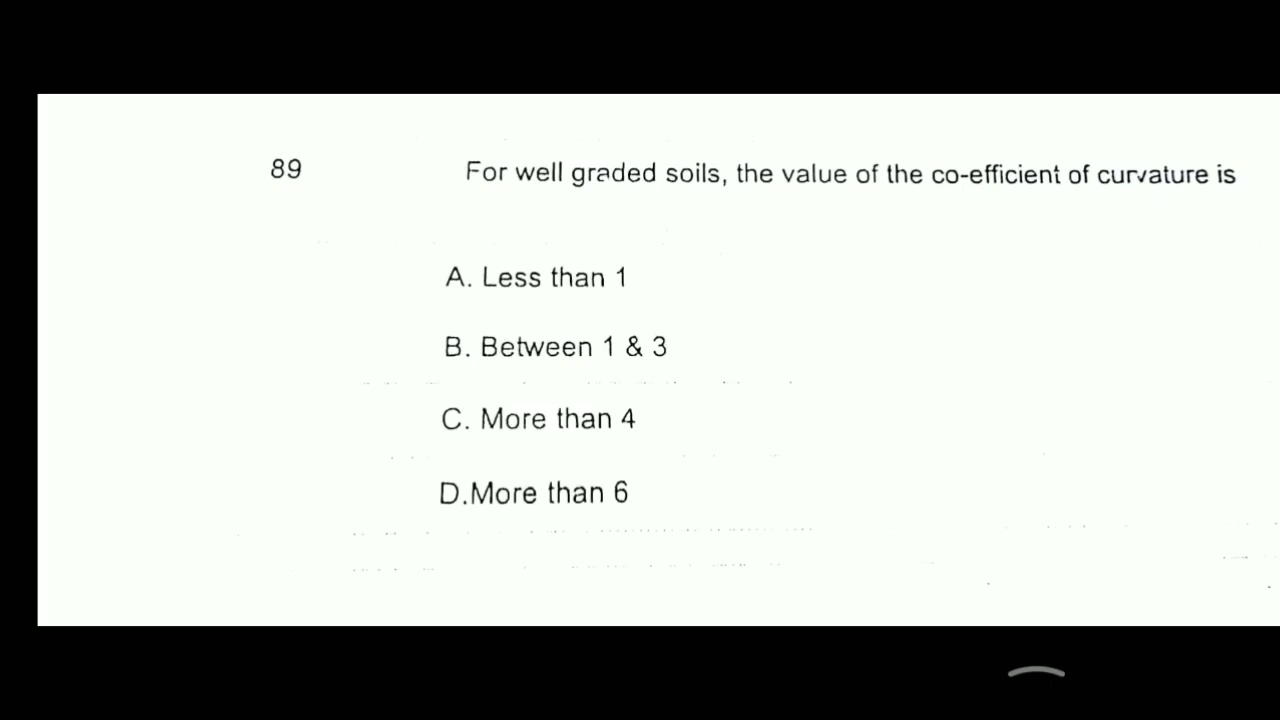 89 For well graded soils, the value of the co-efficient of curvature is
A. Less than 1
B. Between 1 & 3
C. More than 4
D.More than 6